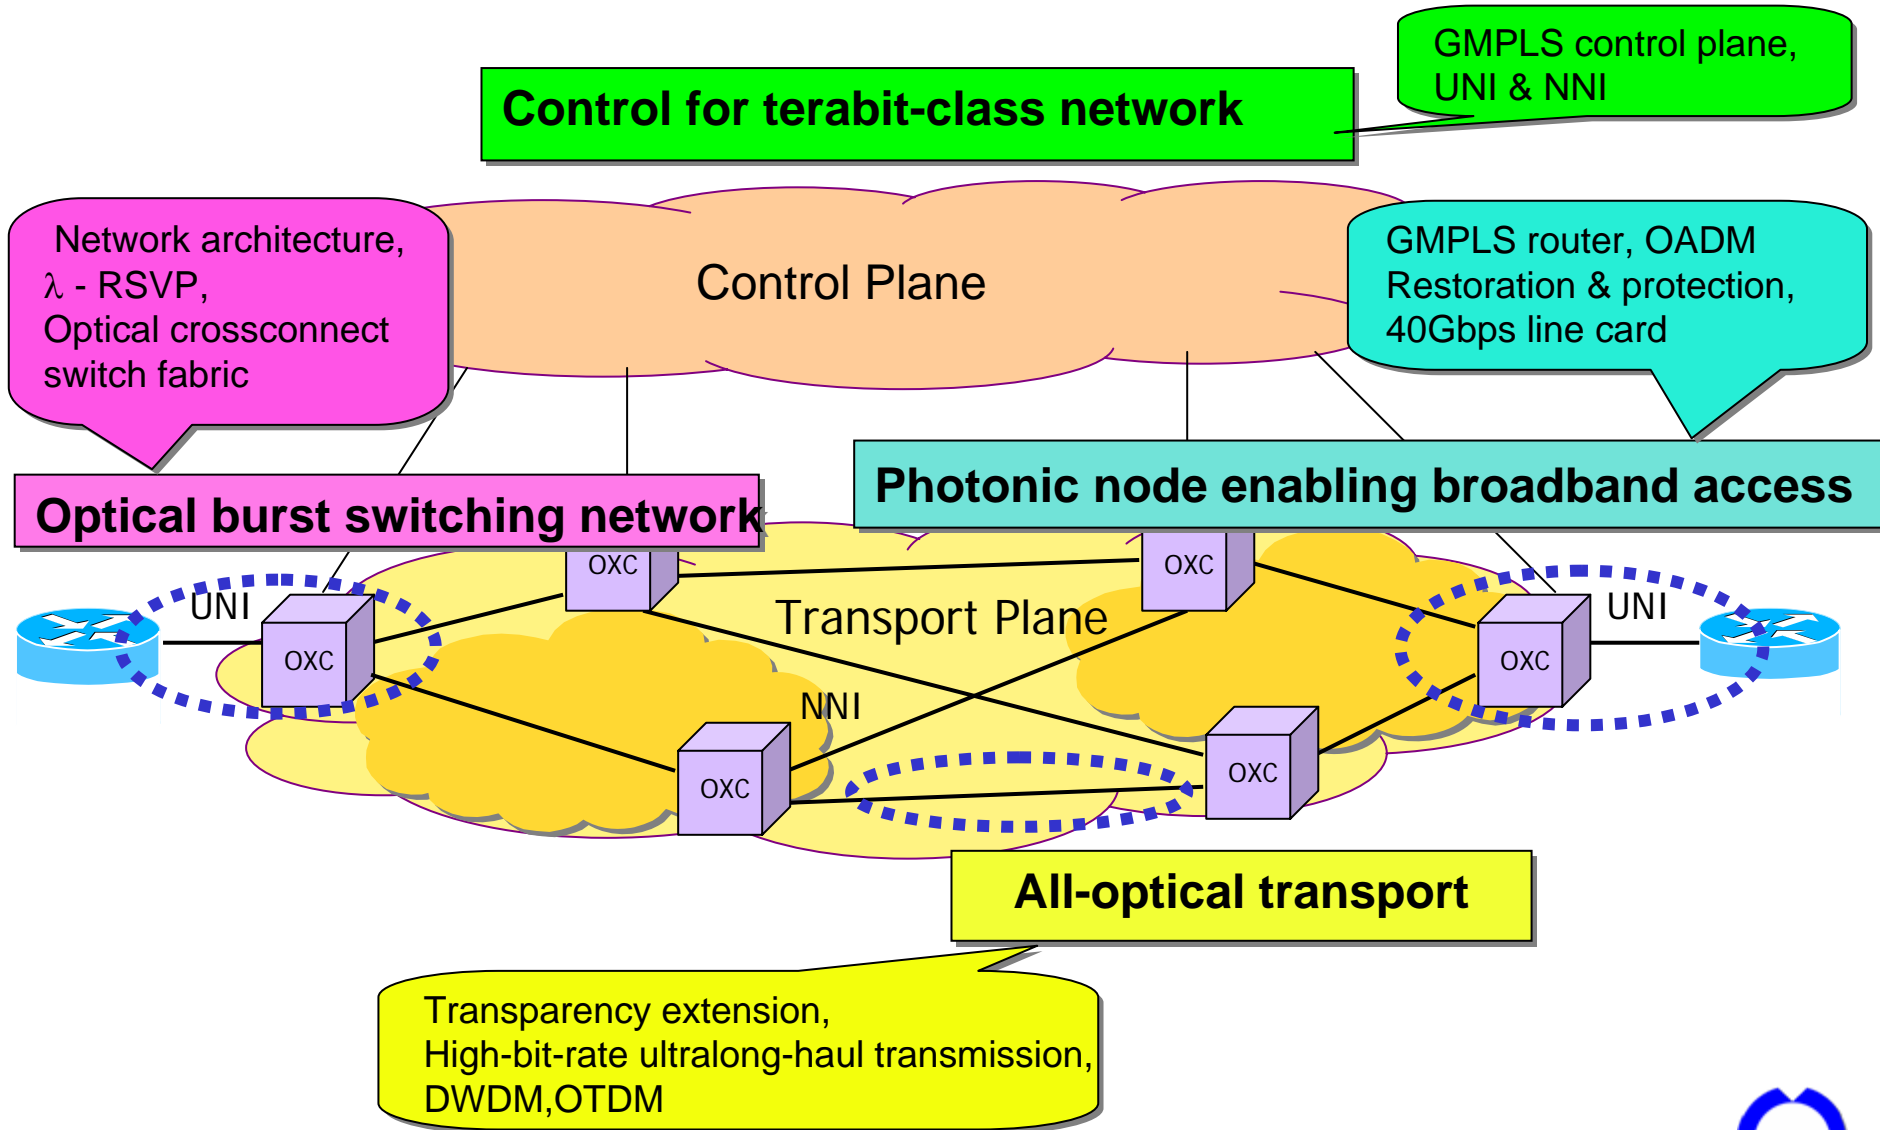 GMPLS control plane,
UNI & NNI
Control for terabit-class network
Network architecture,
λ - RSVP,
Optical crossconnect
switch fabric
Control Plane
GMPLS router, OADM
Restoration & protection,
40Gbps line card
Optical burst switching network
Photonic node enabling broadband access
OXC
OXC
UNI
Transport Plane
UNI
OXC
OXC
NNI
OXC
OXC
All-optical transport
Transparency extension,
High-bit-rate ultralong-haul transmission,
DWDM,OTDM